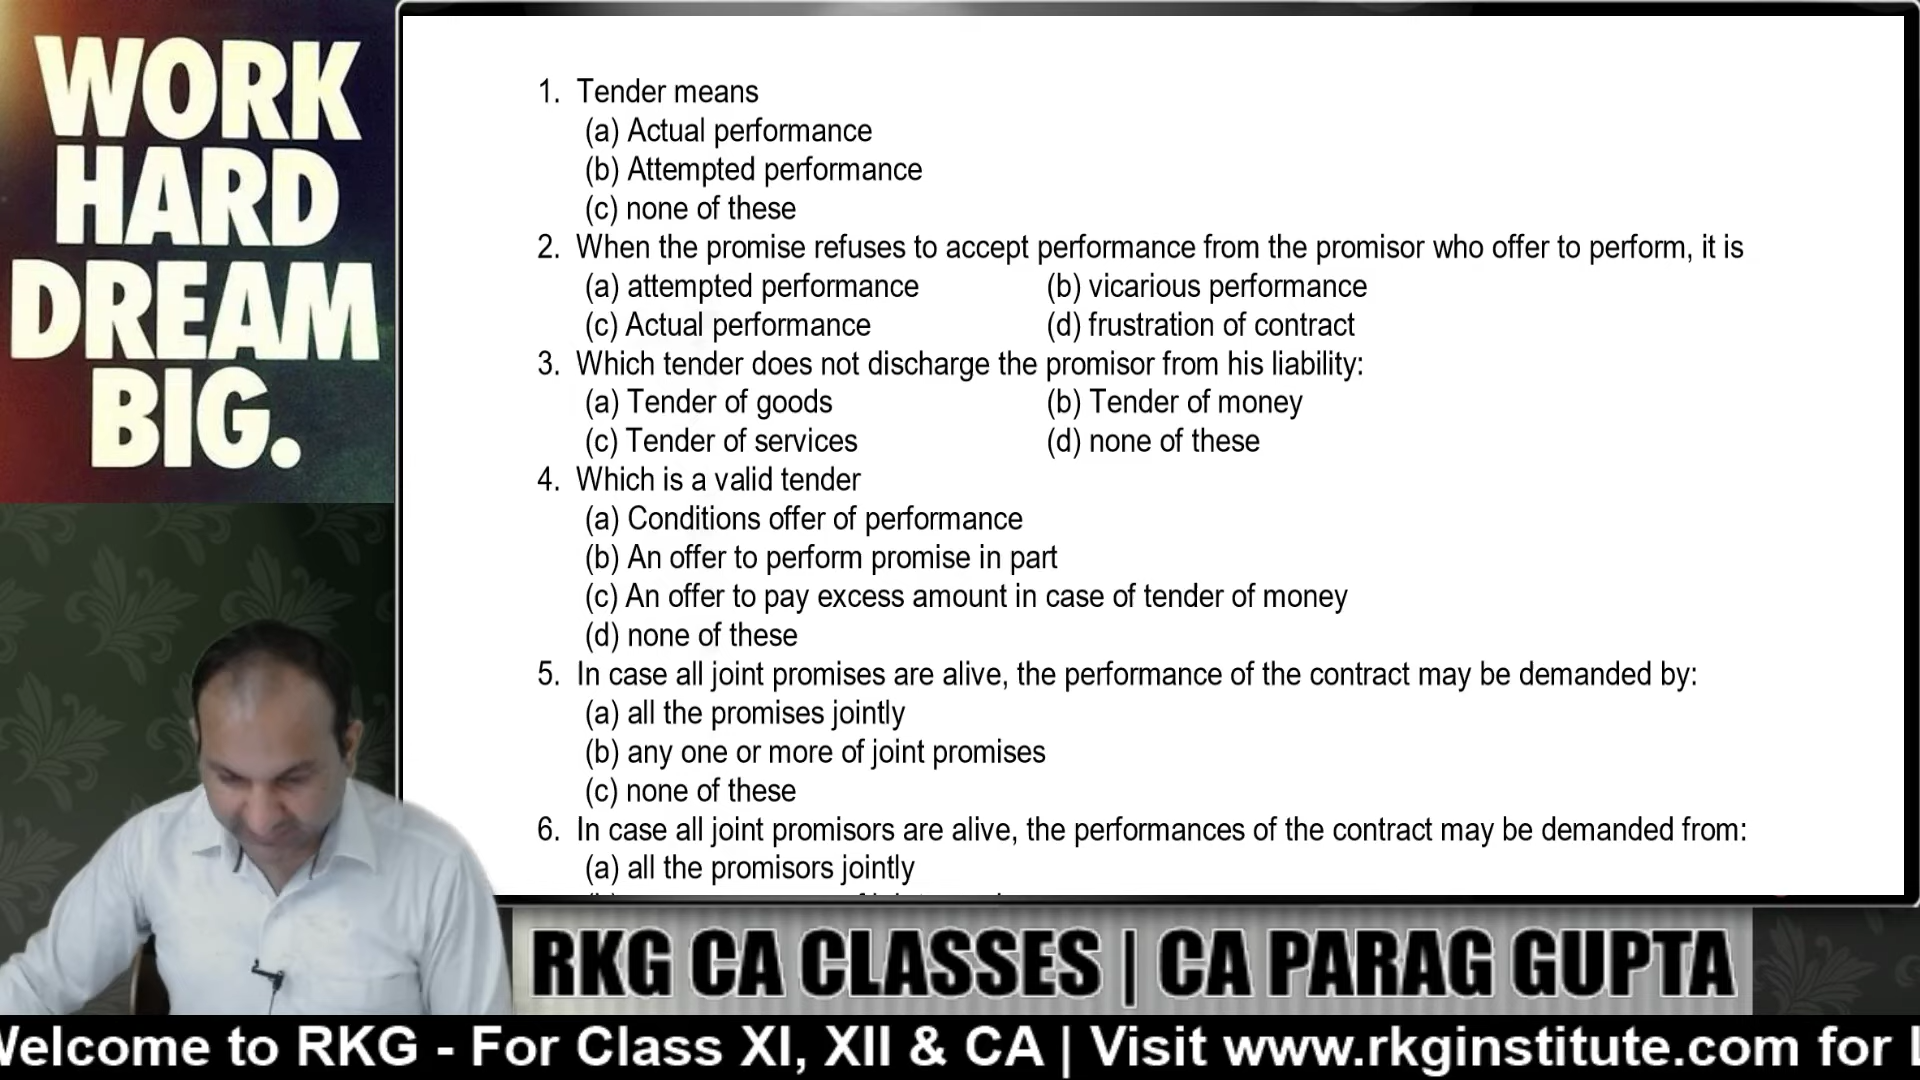 WORK
HARD
DREAM
BIG.
1. Tender means
(a) Actual performance
(b) Attempted performance
(c) none of these
2. When the promise refuses to accept performance from the promisor who offer to perform, it is
(a) attempted performance (b) vicarious performance
(c) Actual performance (d) frustration of contract
3. Which tender does not discharge the promisor from his liability:
(a) Tender of goods (b) Tender of money
(c) Tender of services (d) none of these
4. Which is a valid tender
(a) Conditions offer of performance
(b) An offer to perform promise in part
(c) An offer to pay excess amount in case of tender of money
(d) none of these
5. In case all joint promises are alive, the performance of the contract may be demanded by:
(a) all the promises jointly
(b) any one or more of joint promises
(c) none of these
6. In case all joint promisors are alive, the performances of the contract may be demanded from:
(a) all the promisors jointly
RKG CA CLASSES | CA PARAG GUPTA
Welcome to RKG - For Class XI, XII & CA | Visit www.rkginstitute.com for